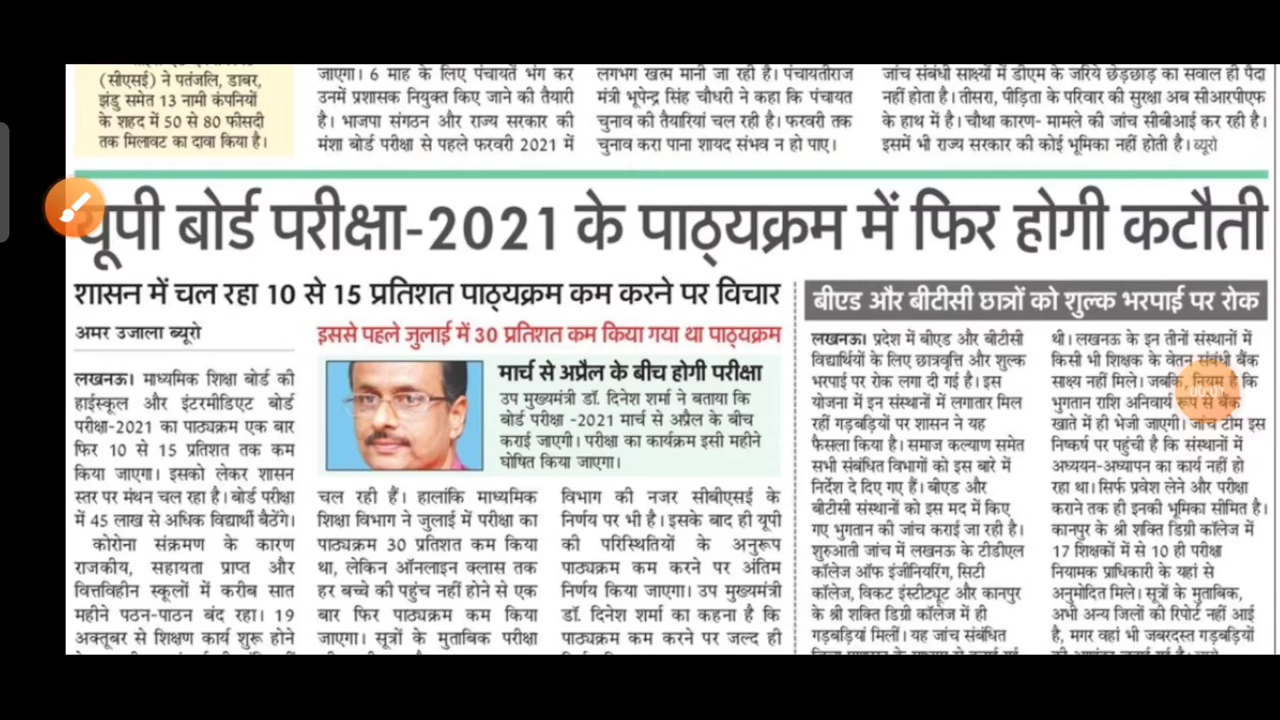 (सीएसई) ने पतंजलि, डाबर,
झंडु समेत 13 नामी कंपनियों
के शहद में 50 से 80 फीसदी
तक मिलावट का दावा किया है।
जाएगा। 6 माह के लिए पंचायतें भंग कर
उनमें प्रशासक नियुक्त किए जाने की तैयारी
है। भाजपा संगठन और राज्य सरकार की
मंशा बोर्ड परीक्षा से पहले फरवरी 2021 में
लगभग खत्म मानी जा रही है। पंचायतीराज
मंत्री भूपेन्द्र सिंह चौधरी ने कहा कि पंचायत
चुनाव की तैयारियां चल रही है। फरवरी तक
चुनाव करा पाना शायद संभव न हो पाए।
जांच संबंधी साक्ष्यों में डीएम के जरिये छेड़छाड़ का सवाल ही पैदा
नहीं होता है। तीसरा, पीड़िता के परिवार की सुरक्षा अब सीआरपीएफ
के हाथ में है। चौथा कारण- मामले की जांच सीबीआई कर रही है।
इसमें भी राज्य सरकार की कोई भूमिका नहीं होती है। ब्यूरो
यूपी बोर्ड परीक्षा-2021 के पाठ्यक्रम में फिर होगी कटौती
शासन में चल रहा 10 से 15 प्रतिशत पाठ्यक्रम कम करने पर विचार
अमर उजाला ब्यूरो
इससे पहले जुलाई में 30 प्रतिशत कम किया गया था पाठ्यक्रम
लखनऊ। माध्यमिक शिक्षा बोर्ड की
हाईस्कूल और इंटरमीडिएट बोर्ड
परीक्षा-2021 का पाठ्यक्रम एक बार
फिर 10 से 15 प्रतिशत तक कम
किया जाएगा। इसको लेकर शासन
स्तर पर मंथन चल रहा है। बोर्ड परीक्षा
में 45 लाख से अधिक विद्यार्थी बैठेंगे।
कोरोना संक्रमण के कारण
राजकीय, सहायता प्राप्त और
वित्तविहीन स्कूलों में करीब सात
महीने पठन-पाठन बंद रहा। 19
अक्तूबर से शिक्षण कार्य शुरू होने
मार्च से अप्रैल के बीच होगी परीक्षा
उप मुख्यमंत्री डॉ. दिनेश शर्मा ने बताया कि
बोर्ड परीक्षा -2021 मार्च से अप्रैल के बीच
कराई जाएगी। परीक्षा का कार्यक्रम इसी महीने
घोषित किया जाएगा।
चल रही हैं। हालांकि माध्यमिक
शिक्षा विभाग ने जुलाई में परीक्षा का
पाठ्यक्रम 30 प्रतिशत कम किया
था, लेकिन ऑनलाइन क्लास तक
हर बच्चे की पहुंच नहीं होने से एक
बार फिर पाठ्यक्रम कम किया
जाएगा। सूत्रों के मुताबिक परीक्षा
विभाग की नजर सीबीएसई के
निर्णय पर भी है। इसके बाद ही यूपी
की परिस्थितियों के अनुरूप
पाठ्यक्रम कम करने पर अंतिम
निर्णय किया जाएगा। उप मुख्यमंत्री
डॉ. दिनेश शर्मा का कहना है कि
पाठ्यक्रम कम करने पर जल्द ही
बीएड और बीटीसी छात्रों को शुल्क भरपाई पर रोक
लखनऊ। प्रदेश में बीएड और बीटीसी
विद्यार्थियों के लिए छात्रवृत्ति और शुल्क
भरपाई पर रोक लगा दी गई है। इस
योजना में इन संस्थानों में लगातार मिल
रहीं गड़बड़ियों पर शासन ने यह
फैसला किया है। समाज कल्याण समेत
सभी संबंधित विभागों को इस बारे में
निर्देश दे दिए गए हैं। बीएड और
बीटीसी संस्थानों को इस मद में किए
गए भुगतान की जांच कराई जा रही है।
शुरुआती जांच में लखनऊ के टीडीएल
कॉलेज ऑफ इंजीनियरिंग, सिटी
कॉलेज, विकट इंस्टीट्यूट और कानपुर
के श्री शक्ति डिग्री कॉलेज में ही
गड़बड़ियां मिलीं। यह जांच संबंधित
थी। लखनऊ के इन तीनों संस्थानों में
किसी भी शिक्षक के वेतन संबंधी बैंक
साक्ष्य नहीं मिले। जबकि, नियम है कि
भुगतान राशि अनिवार्य रूप से बैंक
खाते में ही भेजी जाएगी। जांच टीम इस
निष्कर्ष पर पहुंची है कि संस्थानों में
अध्ययन-अध्यापन का कार्य नहीं हो
रहा था। सिर्फ प्रवेश लेने और परीक्षा
कराने तक ही इनकी भूमिका सीमित है।
कानपुर के श्री शक्ति डिग्री कॉलेज में
17 शिक्षकों में से 10 ही परीक्षा
नियामक प्राधिकारी के यहां से
अनुमोदित मिले। सूत्रों के मुताबिक,
अभी अन्य जिलों की रिपोर्ट नहीं आई
है, मगर वहां भी जबरदस्त गड़बड़ियों